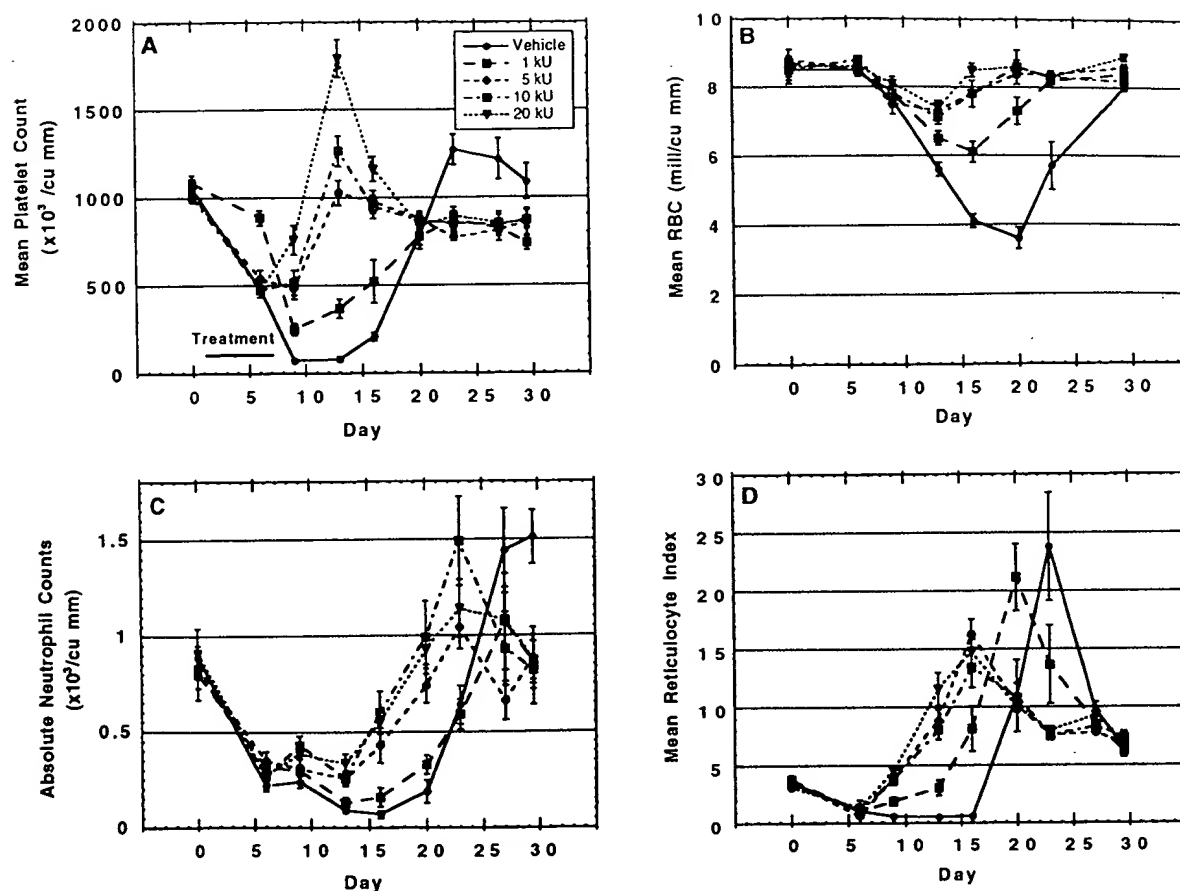 A
Vehicle
1 kU
5 kU
10 kU
20 kU
Treatment
2000
1500
1000
500
0
Mean Platelet Count
(x10³ /cu mm)
0 5 10 15 20 25 30
Day
B
10
8
6
4
2
0
Mean RBC (mill/cu mm)
0 5 10 15 20 25 30
Day
C
1.5
1
0.5
0
Absolute Neutrophil Counts
(x10³/cu mm)
0 5 10 15 20 25 30
Day
D
30
25
20
15
10
5
0
Mean Reticulocyte Index
0 5 10 15 20 25 30
Day